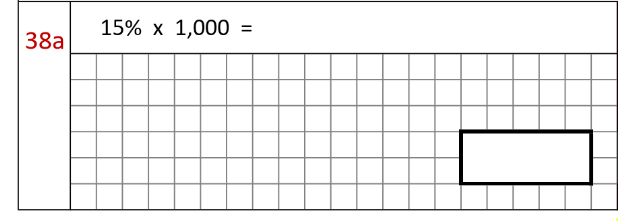 38a
15% x 1,000 =